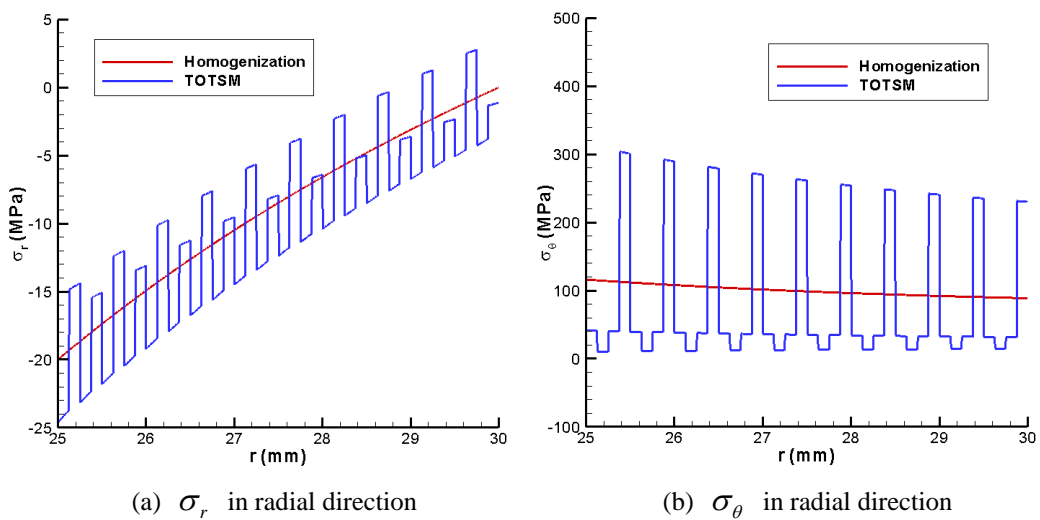 5
0
-5
-10
-15
-20
-25
25 26 27 28 29 30
r (mm)
σr (MPa)
Homogenization
TOTSM
(a) σr in radial direction
500
400
300
200
100
0
-100
25 26 27 28 29 30
r (mm)
σθ (MPa)
Homogenization
TOTSM
(b) σθ in radial direction